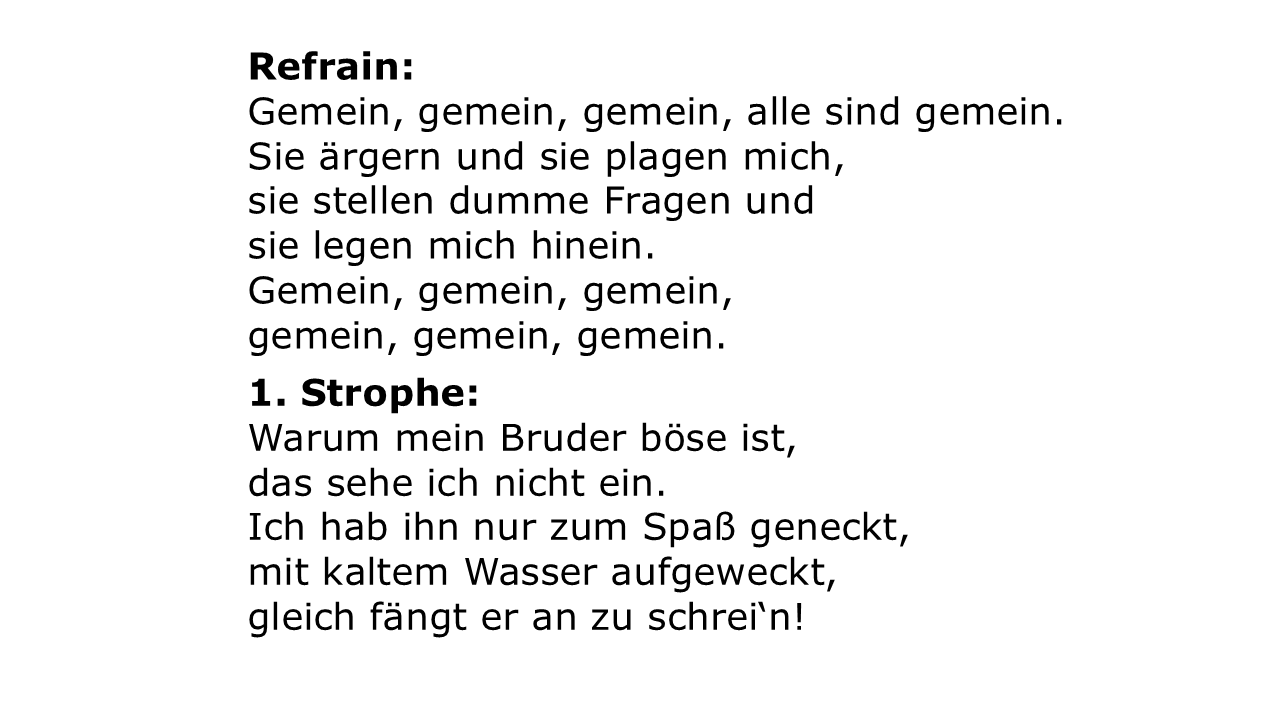 Refrain:
Gemein, gemein, gemein, alle sind gemein.
Sie ärgern und sie plagen mich,
sie stellen dumme Fragen und
sie legen mich hinein.
Gemein, gemein, gemein,
gemein, gemein, gemein.
1. Strophe:
Warum mein Bruder böse ist,
das sehe ich nicht ein.
Ich hab ihn nur zum Spaß geneckt,
mit kaltem Wasser aufgeweckt,
gleich fängt er an zu schrei‘n!